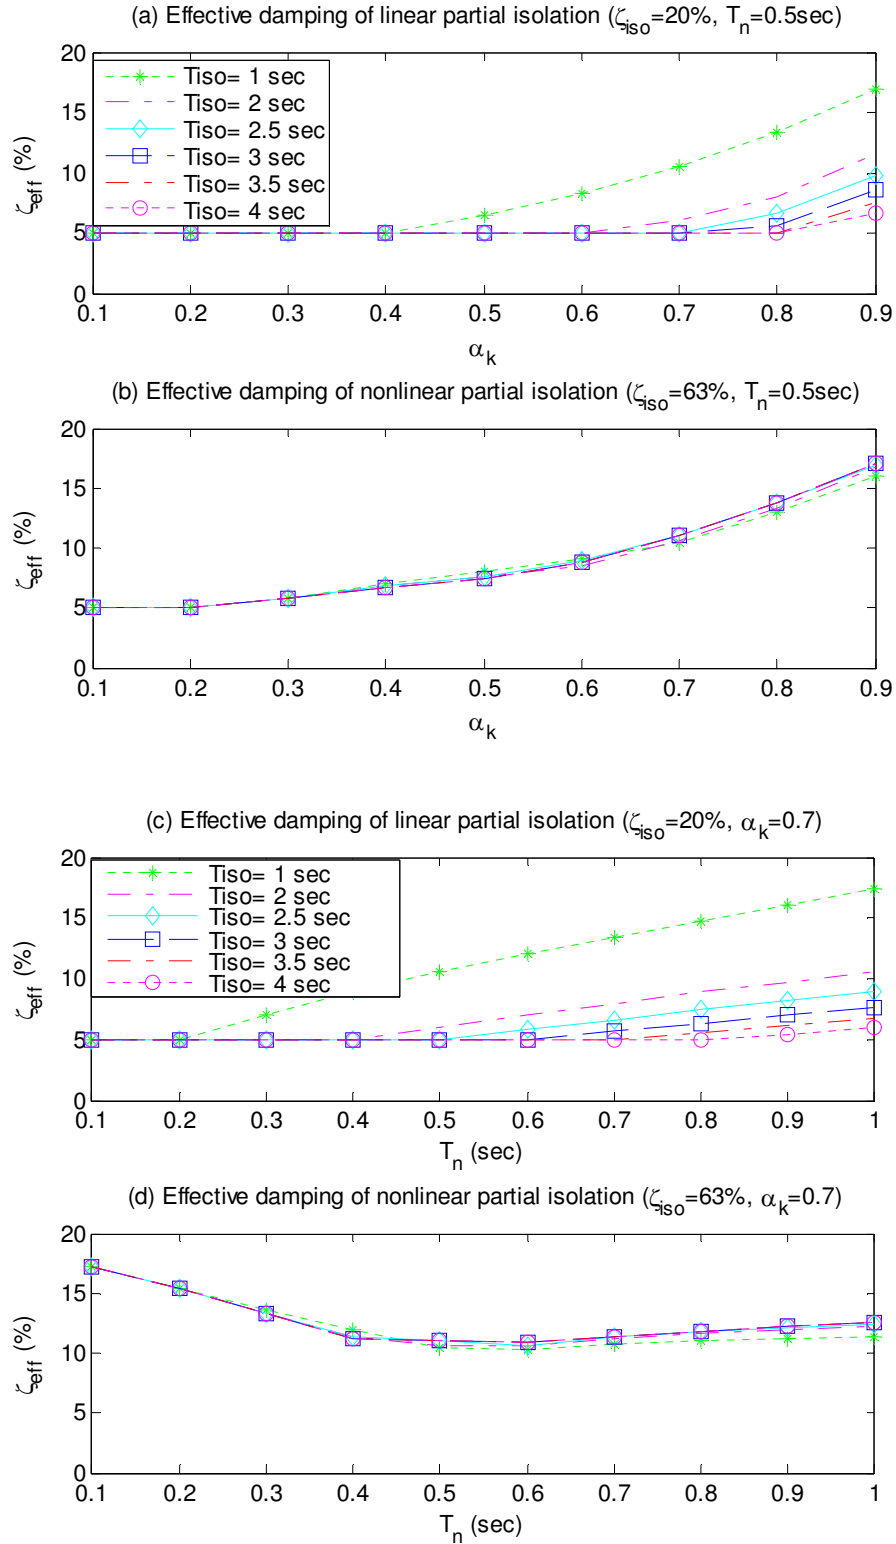 (a) Effective damping of linear partial isolation (ζiso=20%, Tn=0.5sec)
20
15
10
5
0
ζeff (%)
Tiso= 1 sec
Tiso= 2 sec
Tiso= 2.5 sec
Tiso= 3 sec
Tiso= 3.5 sec
Tiso= 4 sec
0.1 0.2 0.3 0.4 0.5 0.6 0.7 0.8 0.9
αk
(b) Effective damping of nonlinear partial isolation (ζiso=63%, Tn=0.5sec)
20
15
10
5
0
ζeff (%)
0.1 0.2 0.3 0.4 0.5 0.6 0.7 0.8 0.9
αk
(c) Effective damping of linear partial isolation (ζiso=20%, αk=0.7)
20
15
10
5
0
ζeff (%)
Tiso= 1 sec
Tiso= 2 sec
Tiso= 2.5 sec
Tiso= 3 sec
Tiso= 3.5 sec
Tiso= 4 sec
0.1 0.2 0.3 0.4 0.5 0.6 0.7 0.8 0.9 1
Tn (sec)
(d) Effective damping of nonlinear partial isolation (ζiso=63%, αk=0.7)
20
15
10
5
0
ζeff (%)
0.1 0.2 0.3 0.4 0.5 0.6 0.7 0.8 0.9 1
Tn (sec)